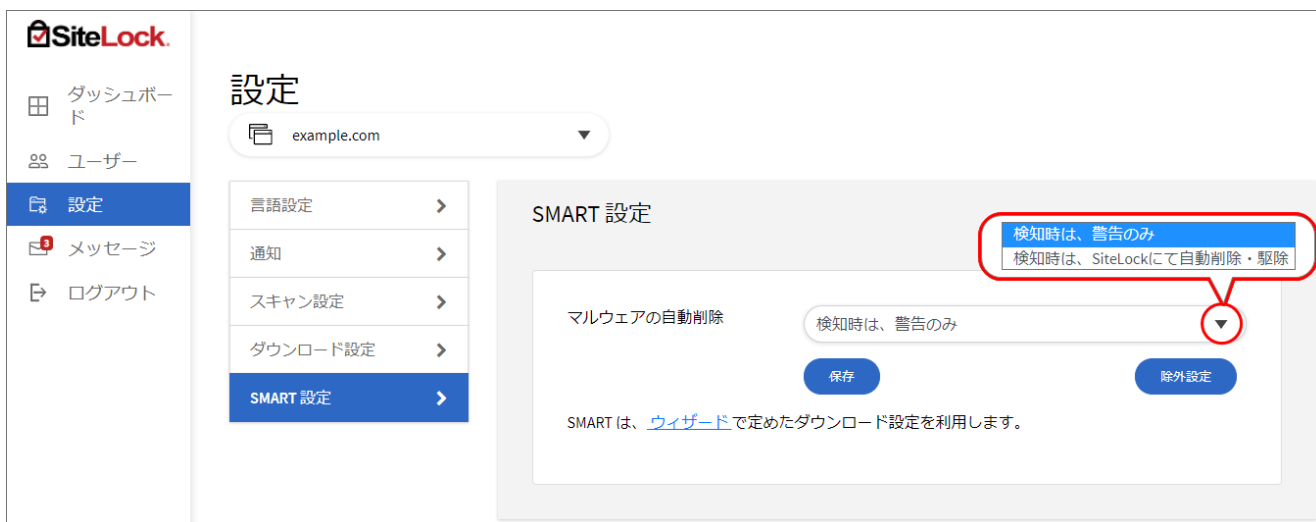 SiteLock.
ダッシュボー
ド
ユーザー
設定
3
メッセージ
ログアウト
設定
example.com
言語設定
通知
スキャン設定
ダウンロード設定
SMART 設定
SMART 設定
検知時は、警告のみ
検知時は、SiteLockにて自動削除・駆除
マルウェアの自動削除
検知時は、警告のみ
保存
除外設定
SMART は、ウィザードで定めたダウンロード設定を利用します。